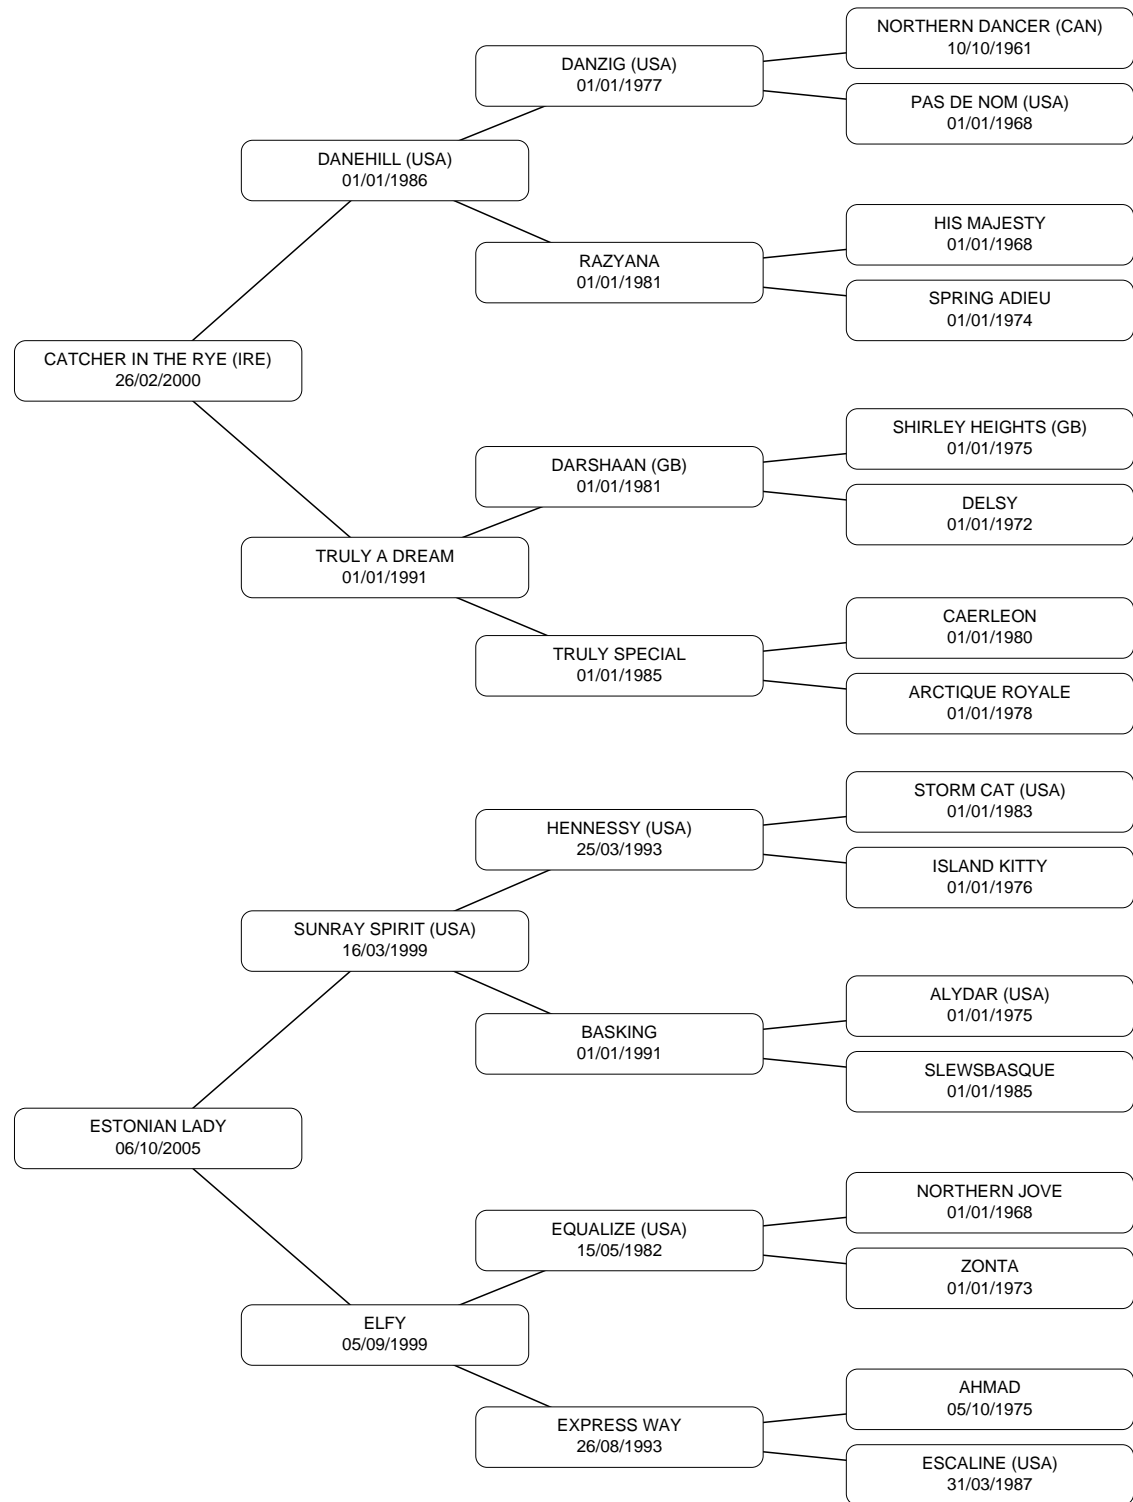 NORTHERN DANCER (CAN)
10/10/1961
DANZIG (USA)
01/01/1977
PAS DE NOM (USA)
01/01/1968
DANEHILL (USA)
01/01/1986
HIS MAJESTY
01/01/1968
RAZYANA
01/01/1981
SPRING ADIEU
01/01/1974
CATCHER IN THE RYE (IRE)
26/02/2000
SHIRLEY HEIGHTS (GB)
01/01/1975
DARSHAAN (GB)
01/01/1981
DELSY
01/01/1972
TRULY A DREAM
01/01/1991
CAERLEON
01/01/1980
TRULY SPECIAL
01/01/1985
ARCTIQUE ROYALE
01/01/1978
STORM CAT (USA)
01/01/1983
HENNESSY (USA)
25/03/1993
ISLAND KITTY
01/01/1976
SUNRAY SPIRIT (USA)
16/03/1999
ALYDAR (USA)
01/01/1975
BASKING
01/01/1991
SLEWSBASQUE
01/01/1985
ESTONIAN LADY
06/10/2005
NORTHERN JOVE
01/01/1968
EQUALIZE (USA)
15/05/1982
ZONTA
01/01/1973
ELFY
05/09/1999
AHMAD
05/10/1975
EXPRESS WAY
26/08/1993
ESCALINE (USA)
31/03/1987